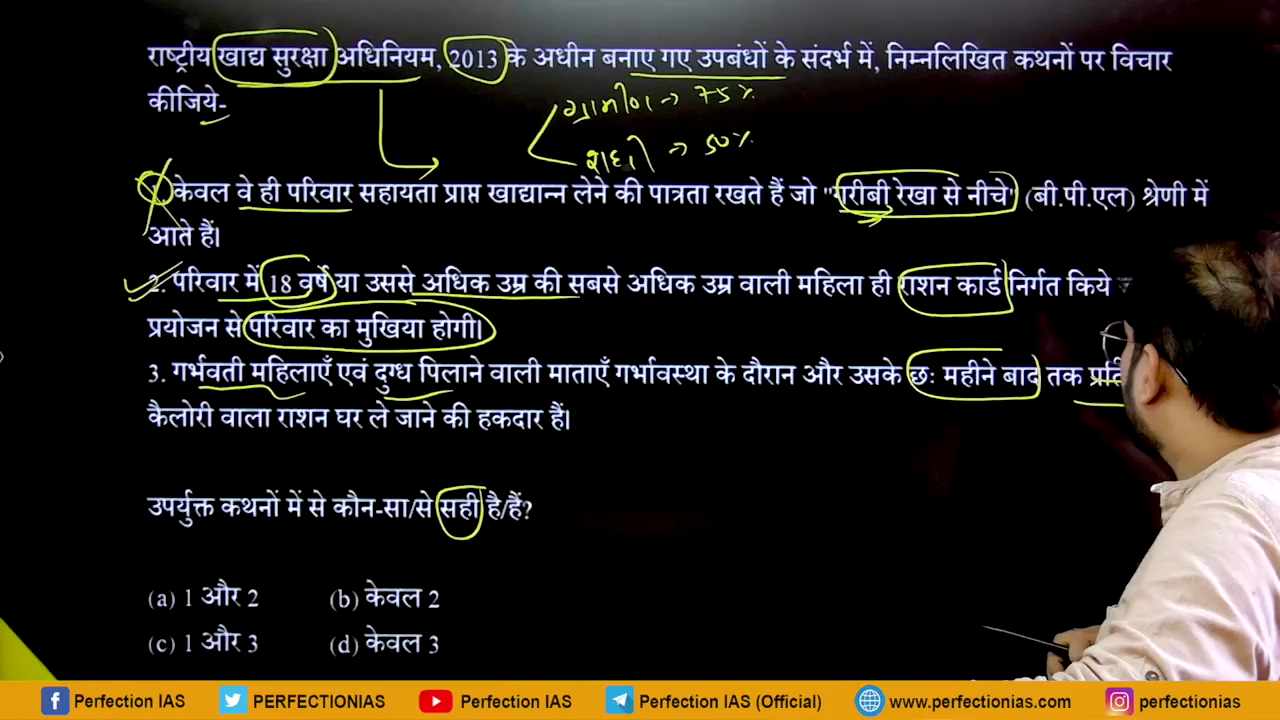 राष्ट्रीय खाद्य सुरक्षा अधिनियम, 2013 के अधीन बनाए गए उपबंधों के संदर्भ में, निम्नलिखित कथनों पर विचार
कीजिये-
ग्रामीण → 75%
शहरी → 50%
1. केवल वे ही परिवार सहायता प्राप्त खाद्यान्न लेने की पात्रता रखते हैं जो "गरीबी रेखा से नीचे" (बी.पी.एल) श्रेणी में
आते हैं।
2. परिवार में 18 वर्ष या उससे अधिक उम्र की सबसे अधिक उम्र वाली महिला ही राशन कार्ड निर्गत किये
प्रयोजन से परिवार का मुखिया होगी।
3. गर्भवती महिलाएँ एवं दुग्ध पिलाने वाली माताएँ गर्भावस्था के दौरान और उसके छः महीने बाद तक
कैलोरी वाला राशन घर ले जाने की हकदार हैं।
उपर्युक्त कथनों में से कौन-सा/से सही है/हैं?
(a) 1 और 2 (b) केवल 2
(c) 1 और 3 (d) केवल 3
Perfection IAS PERFECTIONIAS Perfection IAS Perfection IAS (Official) www.perfectionias.com perfectionias